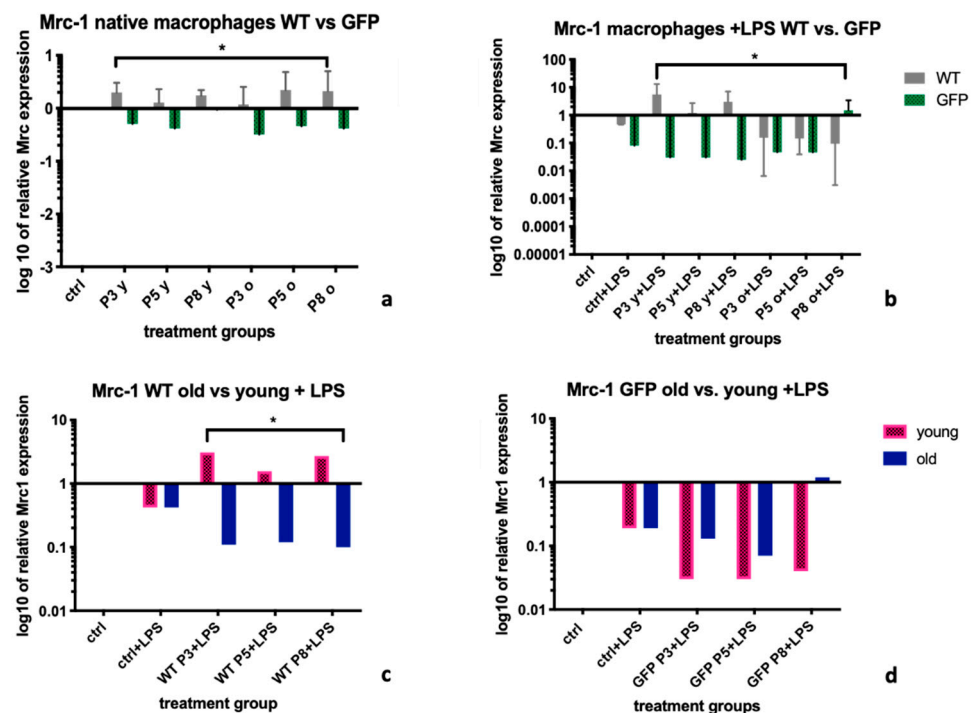 Mrc-1 native macrophages WT vs GFP
log 10 of relative Mrc expression
1
0
-1
-2
-3
ctrl
P3 y
P5 y
P8 y
P3 o
P5 o
P8 o
*
treatment groups
a
Mrc-1 macrophages +LPS WT vs. GFP
log10 of relative Mrc expression
100
10
1
0.1
0.01
0.001
0.0001
0.00001
ctrl
ctrl+LPS
P3 y+LPS
P5 y+LPS
P8 y+LPS
P3 o+LPS
P5 o+LPS
P8 o+LPS
*
treatment groups
b
WT
GFP
Mrc-1 WT old vs young + LPS
log10 of relative Mrc1 expression
10
1
0.1
0.01
ctrl
ctrl+LPS
WT P3+LPS
WT P5+LPS
WT P8+LPS
*
treatment group
c
Mrc-1 GFP old vs. young +LPS
log10 of relative Mrc1 expression
10
1
0.1
0.01
ctrl
ctrl+LPS
GFP P3+LPS
GFP P5+LPS
GFP P8+LPS
treatment groups
d
young
old